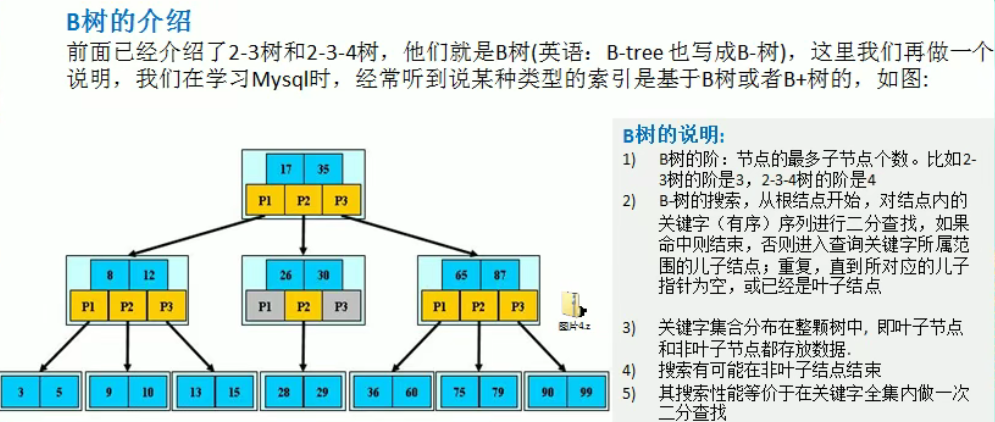 B树的介绍
前面已经介绍了2-3树和2-3-4树，他们就是B树(英语：B-tree 也写成B-树)，这里我们再做一个
说明，我们在学习Mysql时，经常听到说某种类型的索引是基于B树或者B+树的，如图:
17 35
P1 P2 P3
8 12
P1 P2 P3
26 30
P1 P2 P3
65 87
P1 P2 P3
3 5
9 10
13 15
28 29
36 60
75 79
90 99
图片4.z
B树的说明:
1) B树的阶：节点的最多子节点个数。比如2-
3树的阶是3，2-3-4树的阶是4
2) B-树的搜索，从根结点开始，对结点内的
关键字（有序）序列进行二分查找，如果
命中则结束，否则进入查询关键字所属范
围的儿子结点；重复，直到所对应的儿子
指针为空，或已经是叶子结点
3) 关键字集合分布在整颗树中, 即叶子节点
和非叶子节点都存放数据.
4) 搜索有可能在非叶子结点结束
5) 其搜索性能等价于在关键字全集内做一次
二分查找